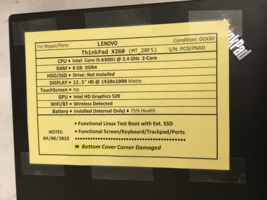 For Repair/Parts LENOVO Condition: GOOD
ThinkPad X260 (MT_20F5) S/N: PC0J7NAD
CPU • Intel Core i5-6300U @ 2.4 GHz 2-Core
RAM • 8 GB DDR4
HDD/SSD • Drive: Not Installed
DISPLAY • 12.5" HD @ 1920x1080 Matte
TouchScreen • no
GPU • Intel HD Graphics 520
WiFi/BT • Wireless Detected
Battery • Installed (Internal Only) - 75% Health
• Functional Linux Test Boot with Ext. SSD
NOTES: • Functional Screen/Keyboard/Trackpad/Ports
04/06/2025
Bottom Cover Corner Damaged
ThinkPad